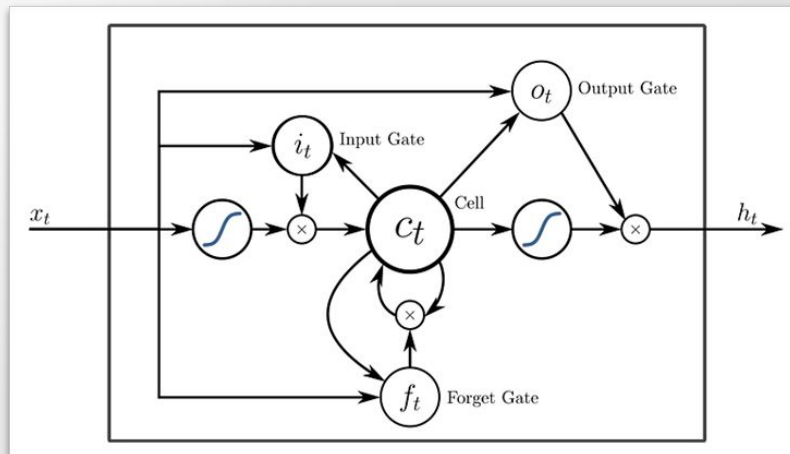 o_t Output Gate
i_t Input Gate
x_t
Cell
h_t
×
c_t
×
×
f_t Forget Gate